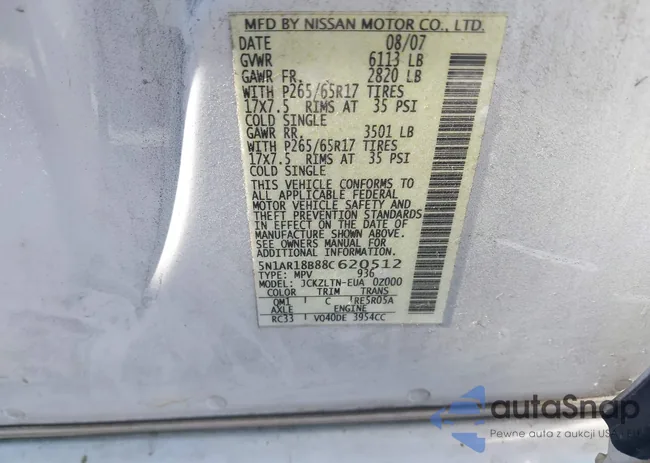 MFD BY NISSAN MOTOR CO., LTD.
DATE 08/07
GVWR 6113 LB
GAWR FR. 2820 LB
WITH P265/65R17 TIRES
17X7.5 RIMS AT 35 PSI
COLD SINGLE
GAWR RR. 3501 LB
WITH P265/65R17 TIRES
17X7.5 RIMS AT 35 PSI
COLD SINGLE
THIS VEHICLE CONFORMS TO
ALL APPLICABLE FEDERAL
MOTOR VEHICLE SAFETY AND
THEFT PREVENTION STANDARDS
IN EFFECT ON THE DATE OF
MANUFACTURE SHOWN ABOVE.
SEE OWNERS MANUAL FOR
ADDITIONAL INFORMATION
5N1AR18B88C620512
TYPE: MPV 936
MODEL: JCKZLTN-EUA 0Z000
COLOR TRIM TRANS
QM1 C RE5R05A
AXLE ENGINE
RC33 VQ40DE 3954CC
autoSnap
Pewne auta z aukcji USA